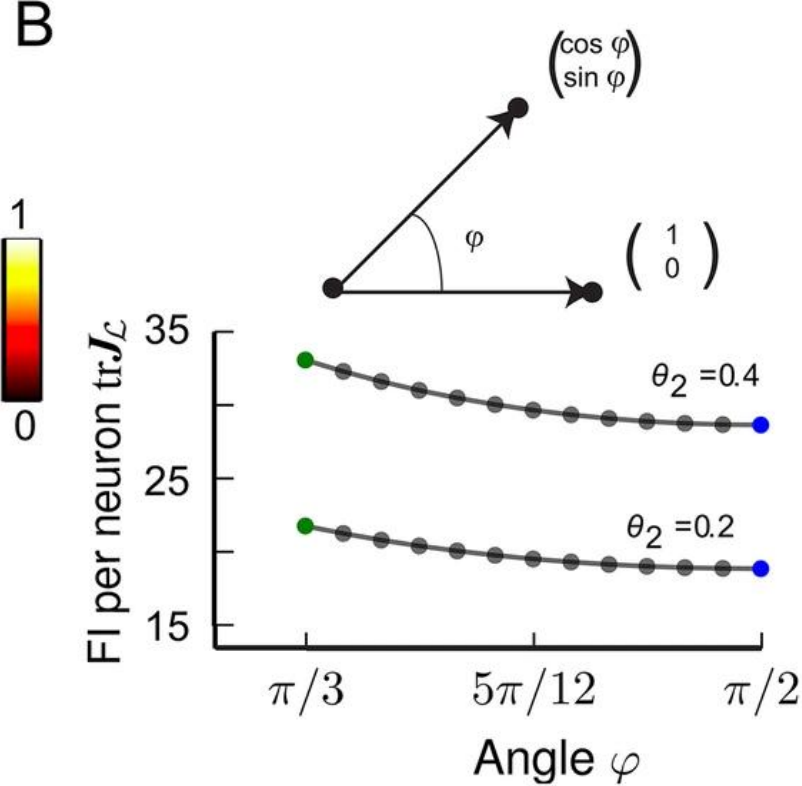 B
(cos φ
sin φ)
φ
( 1
0 )
1
0
FI per neuron trJ_ℒ
35
25
15
θ₂ =0.4
θ₂ =0.2
π/3 5π/12 π/2
Angle φ